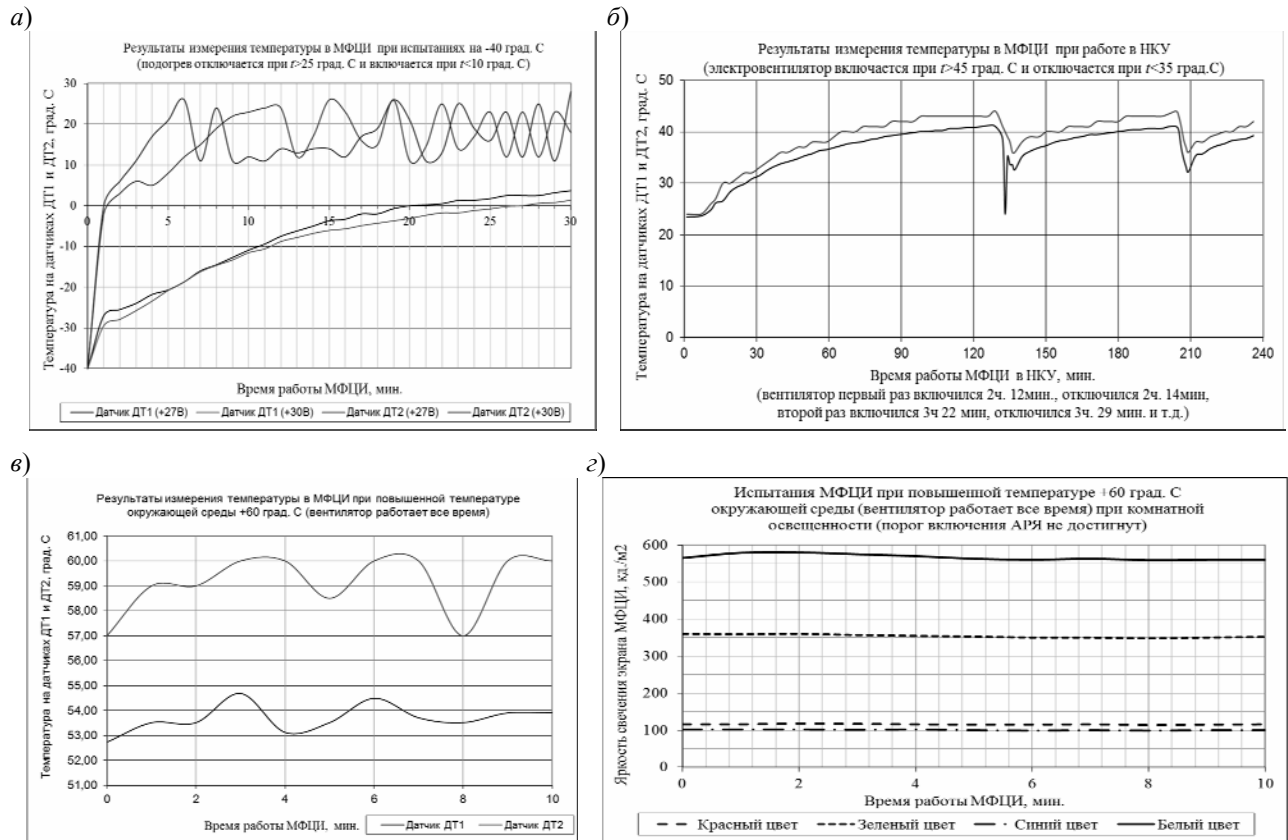 а)
Результаты измерения температуры в МФЦИ при испытаниях на -40 град. С
(подогрев отключается при t>25 град. С и включается при t<10 град. С)
Температура на датчиках ДТ1 и ДТ2, град. С
30
20
10
0
-10
-20
-30
-40
0 5 10 15 20 25 30
Время работы МФЦИ, мин.
Датчик ДТ1 (+27В) Датчик ДТ1 (+30В) Датчик ДТ2 (+27В) Датчик ДТ2 (+30В)
б)
Результаты измерения температуры в МФЦИ при работе в НКУ
(электровентилятор включается при t>45 град. С и отключается при t<35 град.С)
Температура на датчиках ДТ1 и ДТ2, град. С
50
40
30
20
10
0
0 30 60 90 120 150 180 210 240
Время работы МФЦИ в НКУ, мин.
(вентилятор первый раз включился 2ч. 12мин., отключился 2ч. 14мин,
второй раз включился 3ч 22 мин, отключился 3ч. 29 мин. и т.д.)
в)
Результаты измерения температуры в МФЦИ при повышенной температуре
окружающей среды +60 град. С (вентилятор работает все время)
Температура на датчиках ДТ1 и ДТ2, град. С
61,00
60,00
59,00
58,00
57,00
56,00
55,00
54,00
53,00
52,00
51,00
0 2 4 6 8 10
Время работы МФЦИ, мин.
Датчик ДТ1 Датчик ДТ2
г)
Испытания МФЦИ при повышенной температуре +60 град. С
окружающей среды (вентилятор работает все время) при комнатной
освещенности (порог включения АРЯ не достигнут)
Яркость свечения экрана МФЦИ, кд./м2
600
500
400
300
200
100
0
0 2 4 6 8 10
Время работы МФЦИ, мин.
Красный цвет Зеленый цвет Синий цвет Белый цвет